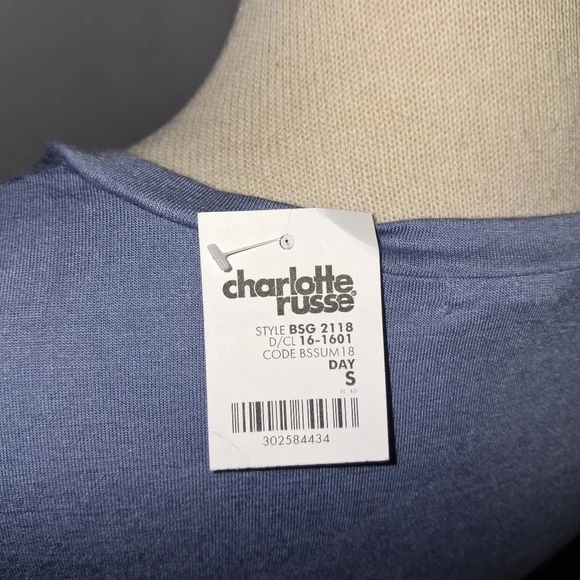 charlotte
russe®
STYLE BSG 2118
D/CL 16-1601
CODE BSSUM18
DAY
S
302584434